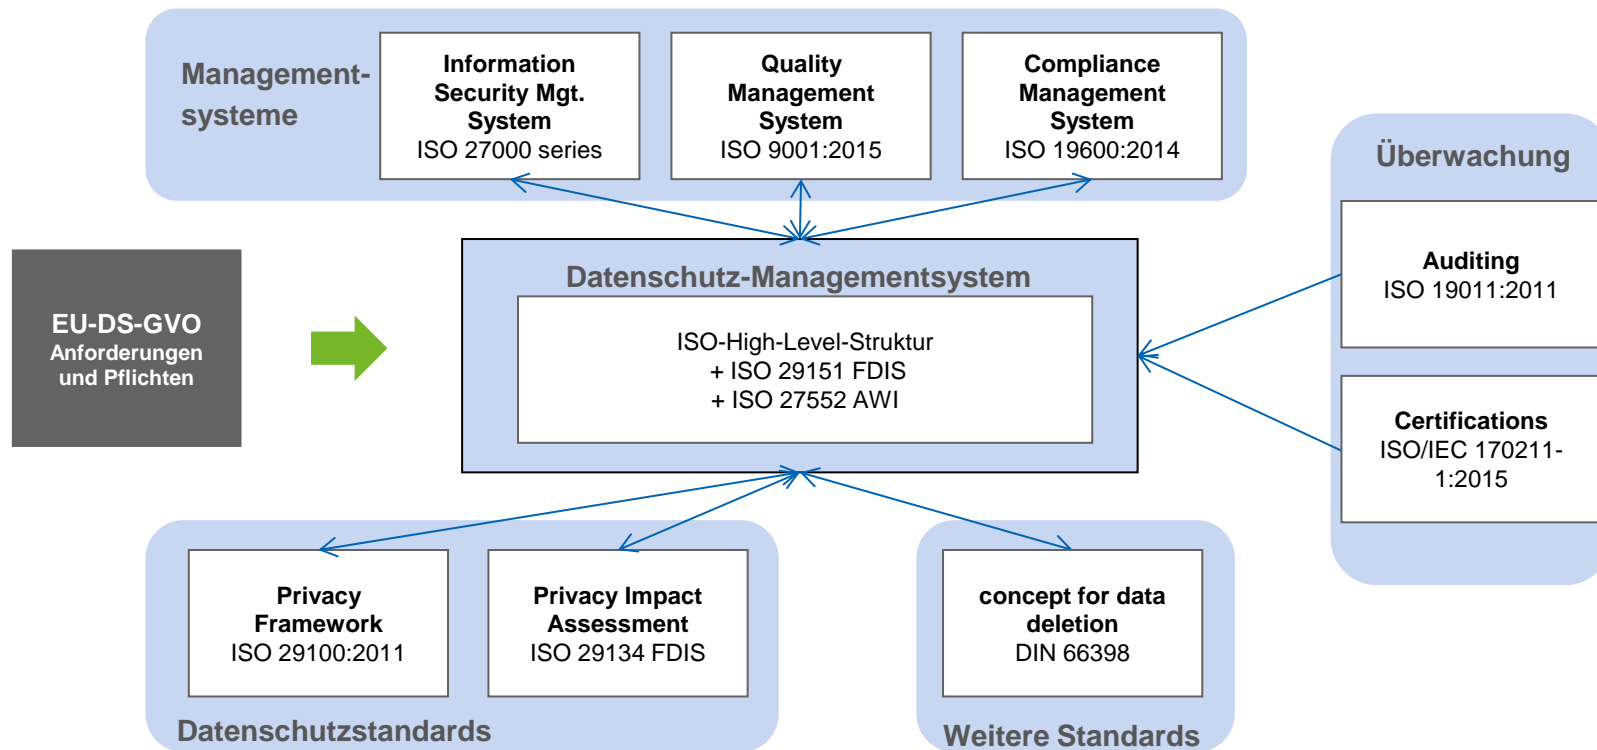 Management-
systeme
Information
Security Mgt.
System
ISO 27000 series
Quality
Management
System
ISO 9001:2015
Compliance
Management
System
ISO 19600:2014
Überwachung
Auditing
ISO 19011:2011
Certifications
ISO/IEC 170211-
1:2015
EU-DS-GVO
Anforderungen
und Pflichten
Datenschutz-Managementsystem
ISO-High-Level-Struktur
+ ISO 29151 FDIS
+ ISO 27552 AWI
Privacy
Framework
ISO 29100:2011
Privacy Impact
Assessment
ISO 29134 FDIS
Datenschutzstandards
concept for data
deletion
DIN 66398
Weitere Standards